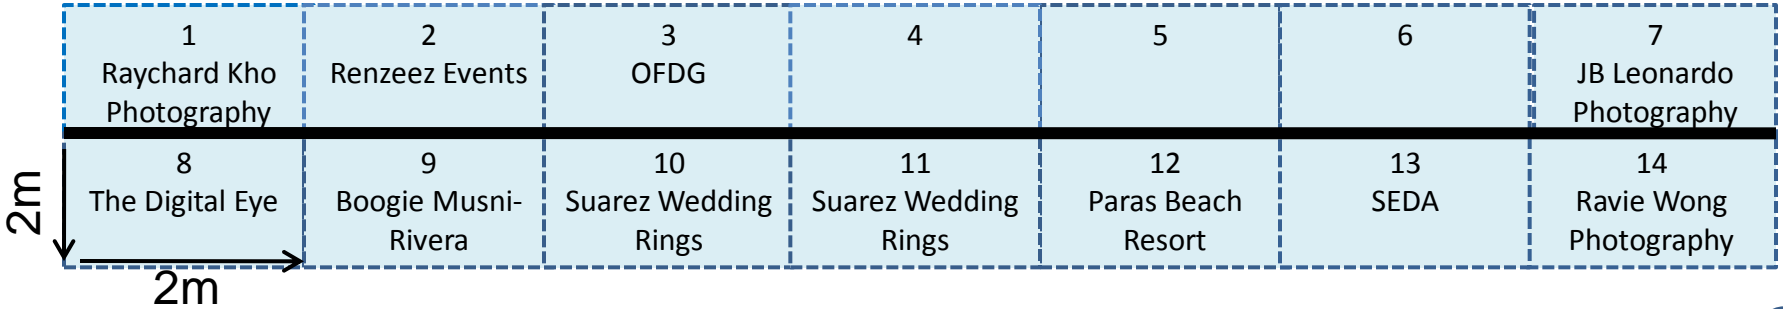 1
Raychard Kho
Photography
2
Renzeez Events
3
OFDG
4
5
6
7
JB Leonardo
Photography
8
The Digital Eye
9
Boogie Musni-
Rivera
10
Suarez Wedding
Rings
11
Suarez Wedding
Rings
12
Paras Beach
Resort
13
SEDA
14
Ravie Wong
Photography
2m
2m